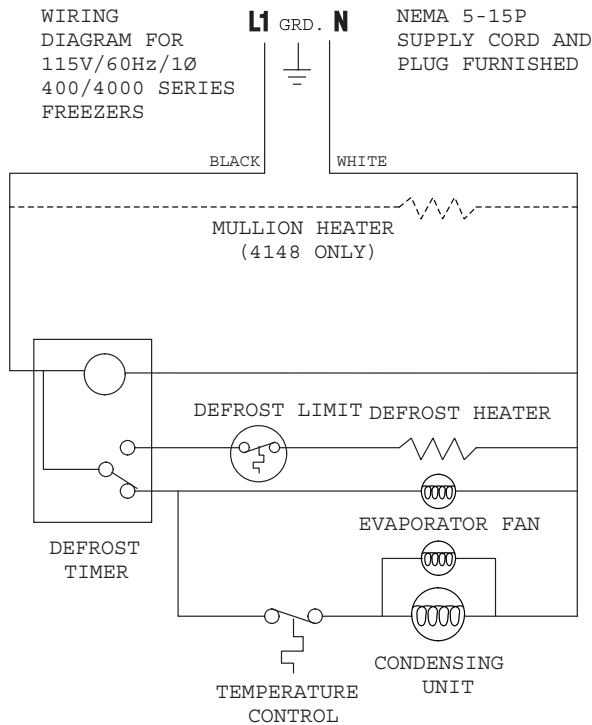 WIRING
DIAGRAM FOR
115V/60Hz/1Ø
400/4000 SERIES
FREEZERS
L1 GRD. N
NEMA 5-15P
SUPPLY CORD AND
PLUG FURNISHED
BLACK
WHITE
MULLION HEATER
(4148 ONLY)
DEFROST LIMIT
DEFROST HEATER
EVAPORATOR FAN
DEFROST
TIMER
CONDENSING
UNIT
TEMPERATURE
CONTROL